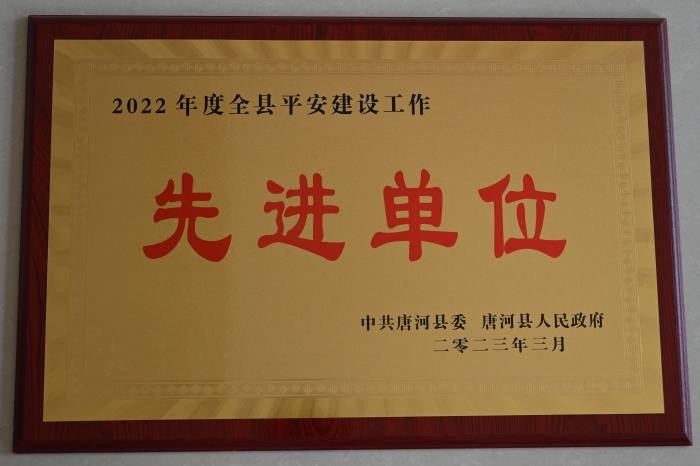 2022年度全县平安建设工作
先进单位
中共唐河县委 唐河县人民政府
二零二三年三月